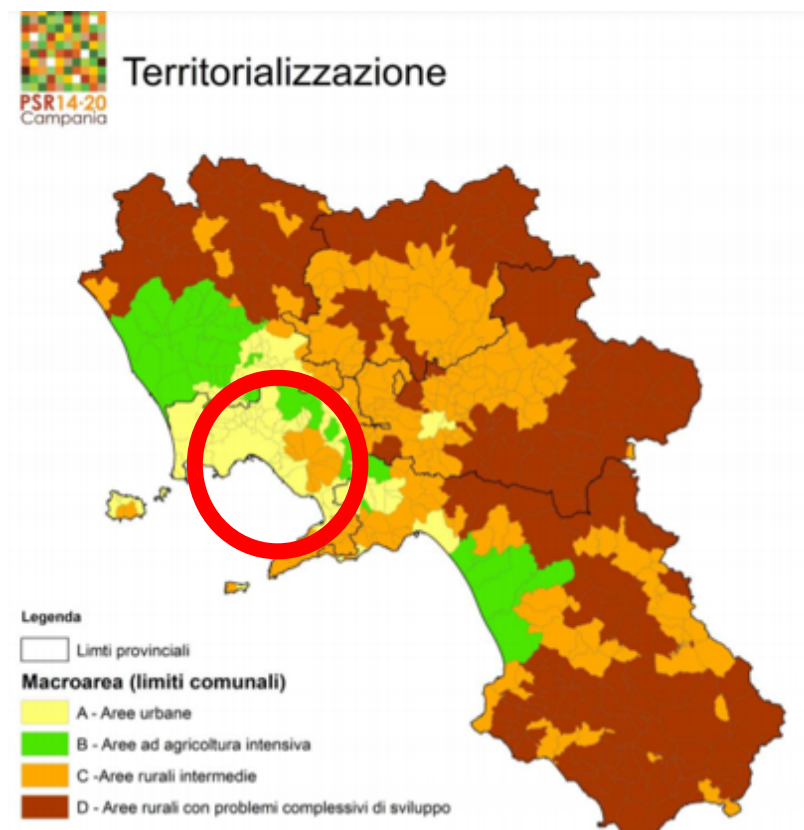 PSR14-20
Campania
Territorializzazione
Legenda
Limti provinciali
Macroarea (limiti comunali)
A - Aree urbane
B - Aree ad agricoltura intensiva
C -Aree rurali intermedie
D - Aree rurali con problemi complessivi di sviluppo